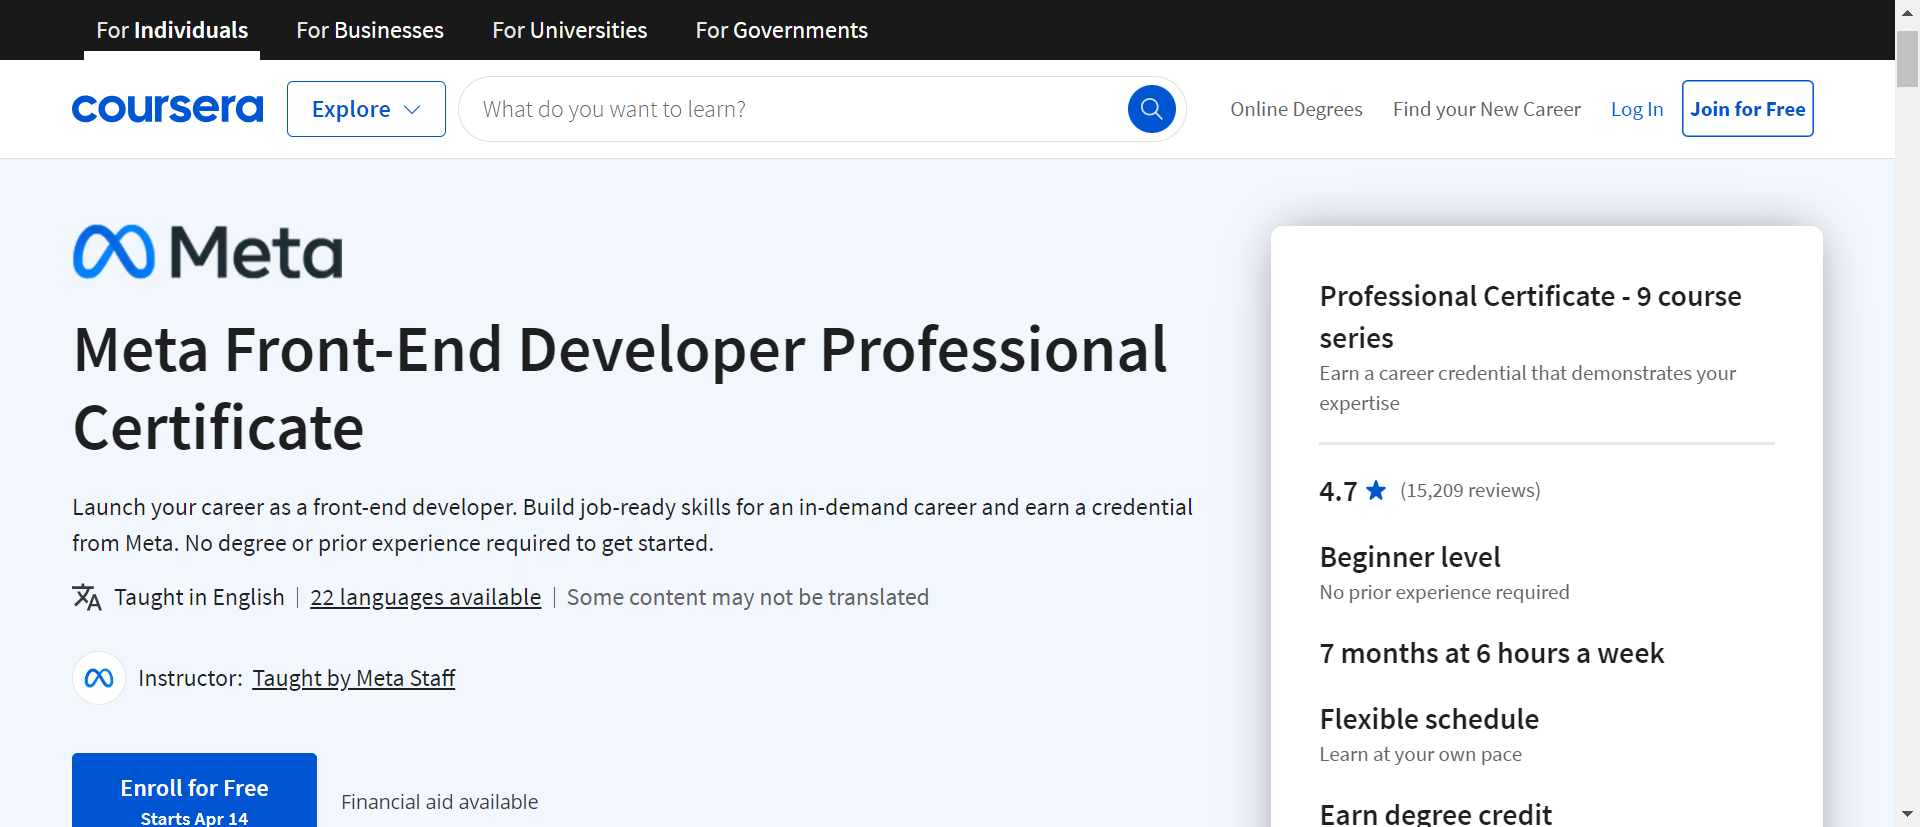 For Individuals For Businesses For Universities For Governments
coursera Explore What do you want to learn? Online Degrees Find your New Career Log In Join for Free
Meta
Meta Front-End Developer Professional
Certificate
Launch your career as a front-end developer. Build job-ready skills for an in-demand career and earn a credential
from Meta. No degree or prior experience required to get started.
Taught in English 22 languages available Some content may not be translated
Instructor: Taught by Meta Staff
Enroll for Free
Starts Apr 14
Financial aid available
Professional Certificate - 9 course
series
Earn a career credential that demonstrates your
expertise
4.7 (15,209 reviews)
Beginner level
No prior experience required
7 months at 6 hours a week
Flexible schedule
Learn at your own pace
Earn degree credit